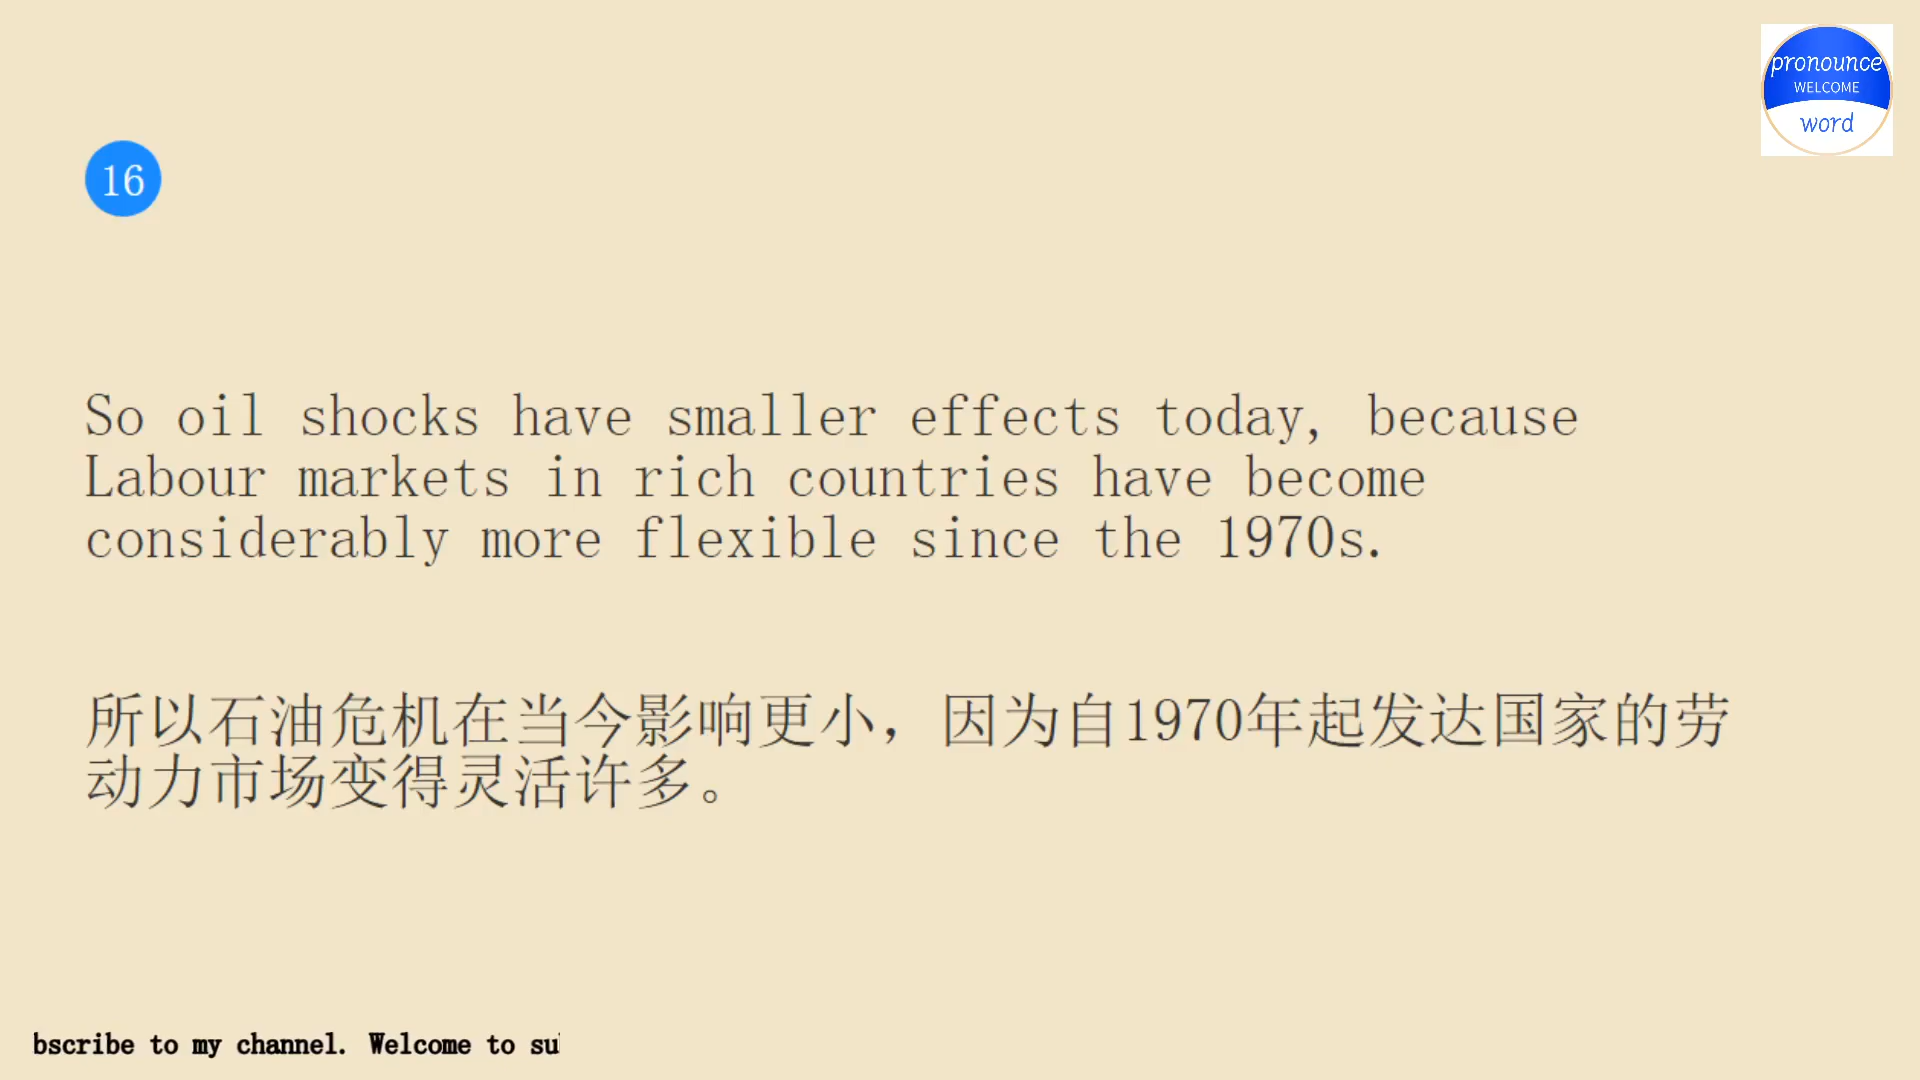 pronounce
WELCOME
word
16
So oil shocks have smaller effects today, because
Labour markets in rich countries have become
considerably more flexible since the 1970s.
所以石油危机在当今影响更小，因为自1970年起发达国家的劳
动力市场变得灵活许多。
bscribe to my channel. Welcome to su